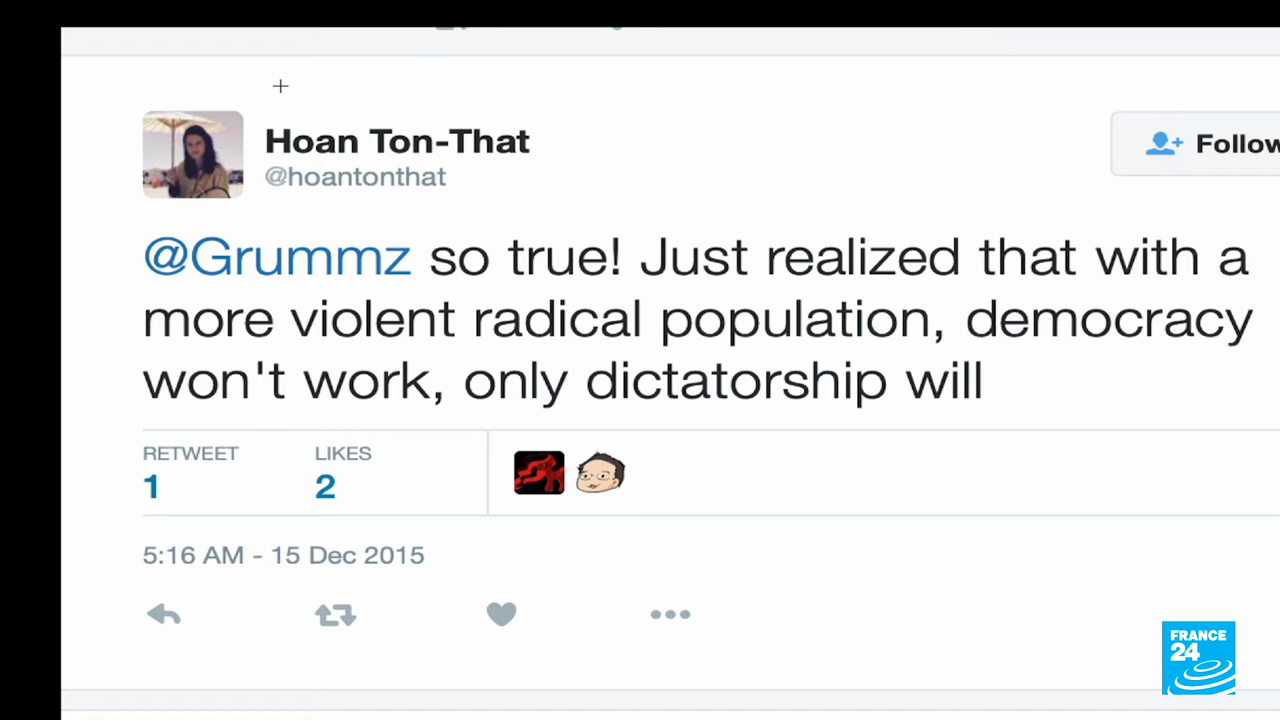 Hoan Ton-That
@hoantonthat
Follow
@Grummz so true! Just realized that with a
more violent radical population, democracy
won't work, only dictatorship will
RETWEET LIKES
1 2
5:16 AM - 15 Dec 2015
FRANCE
24